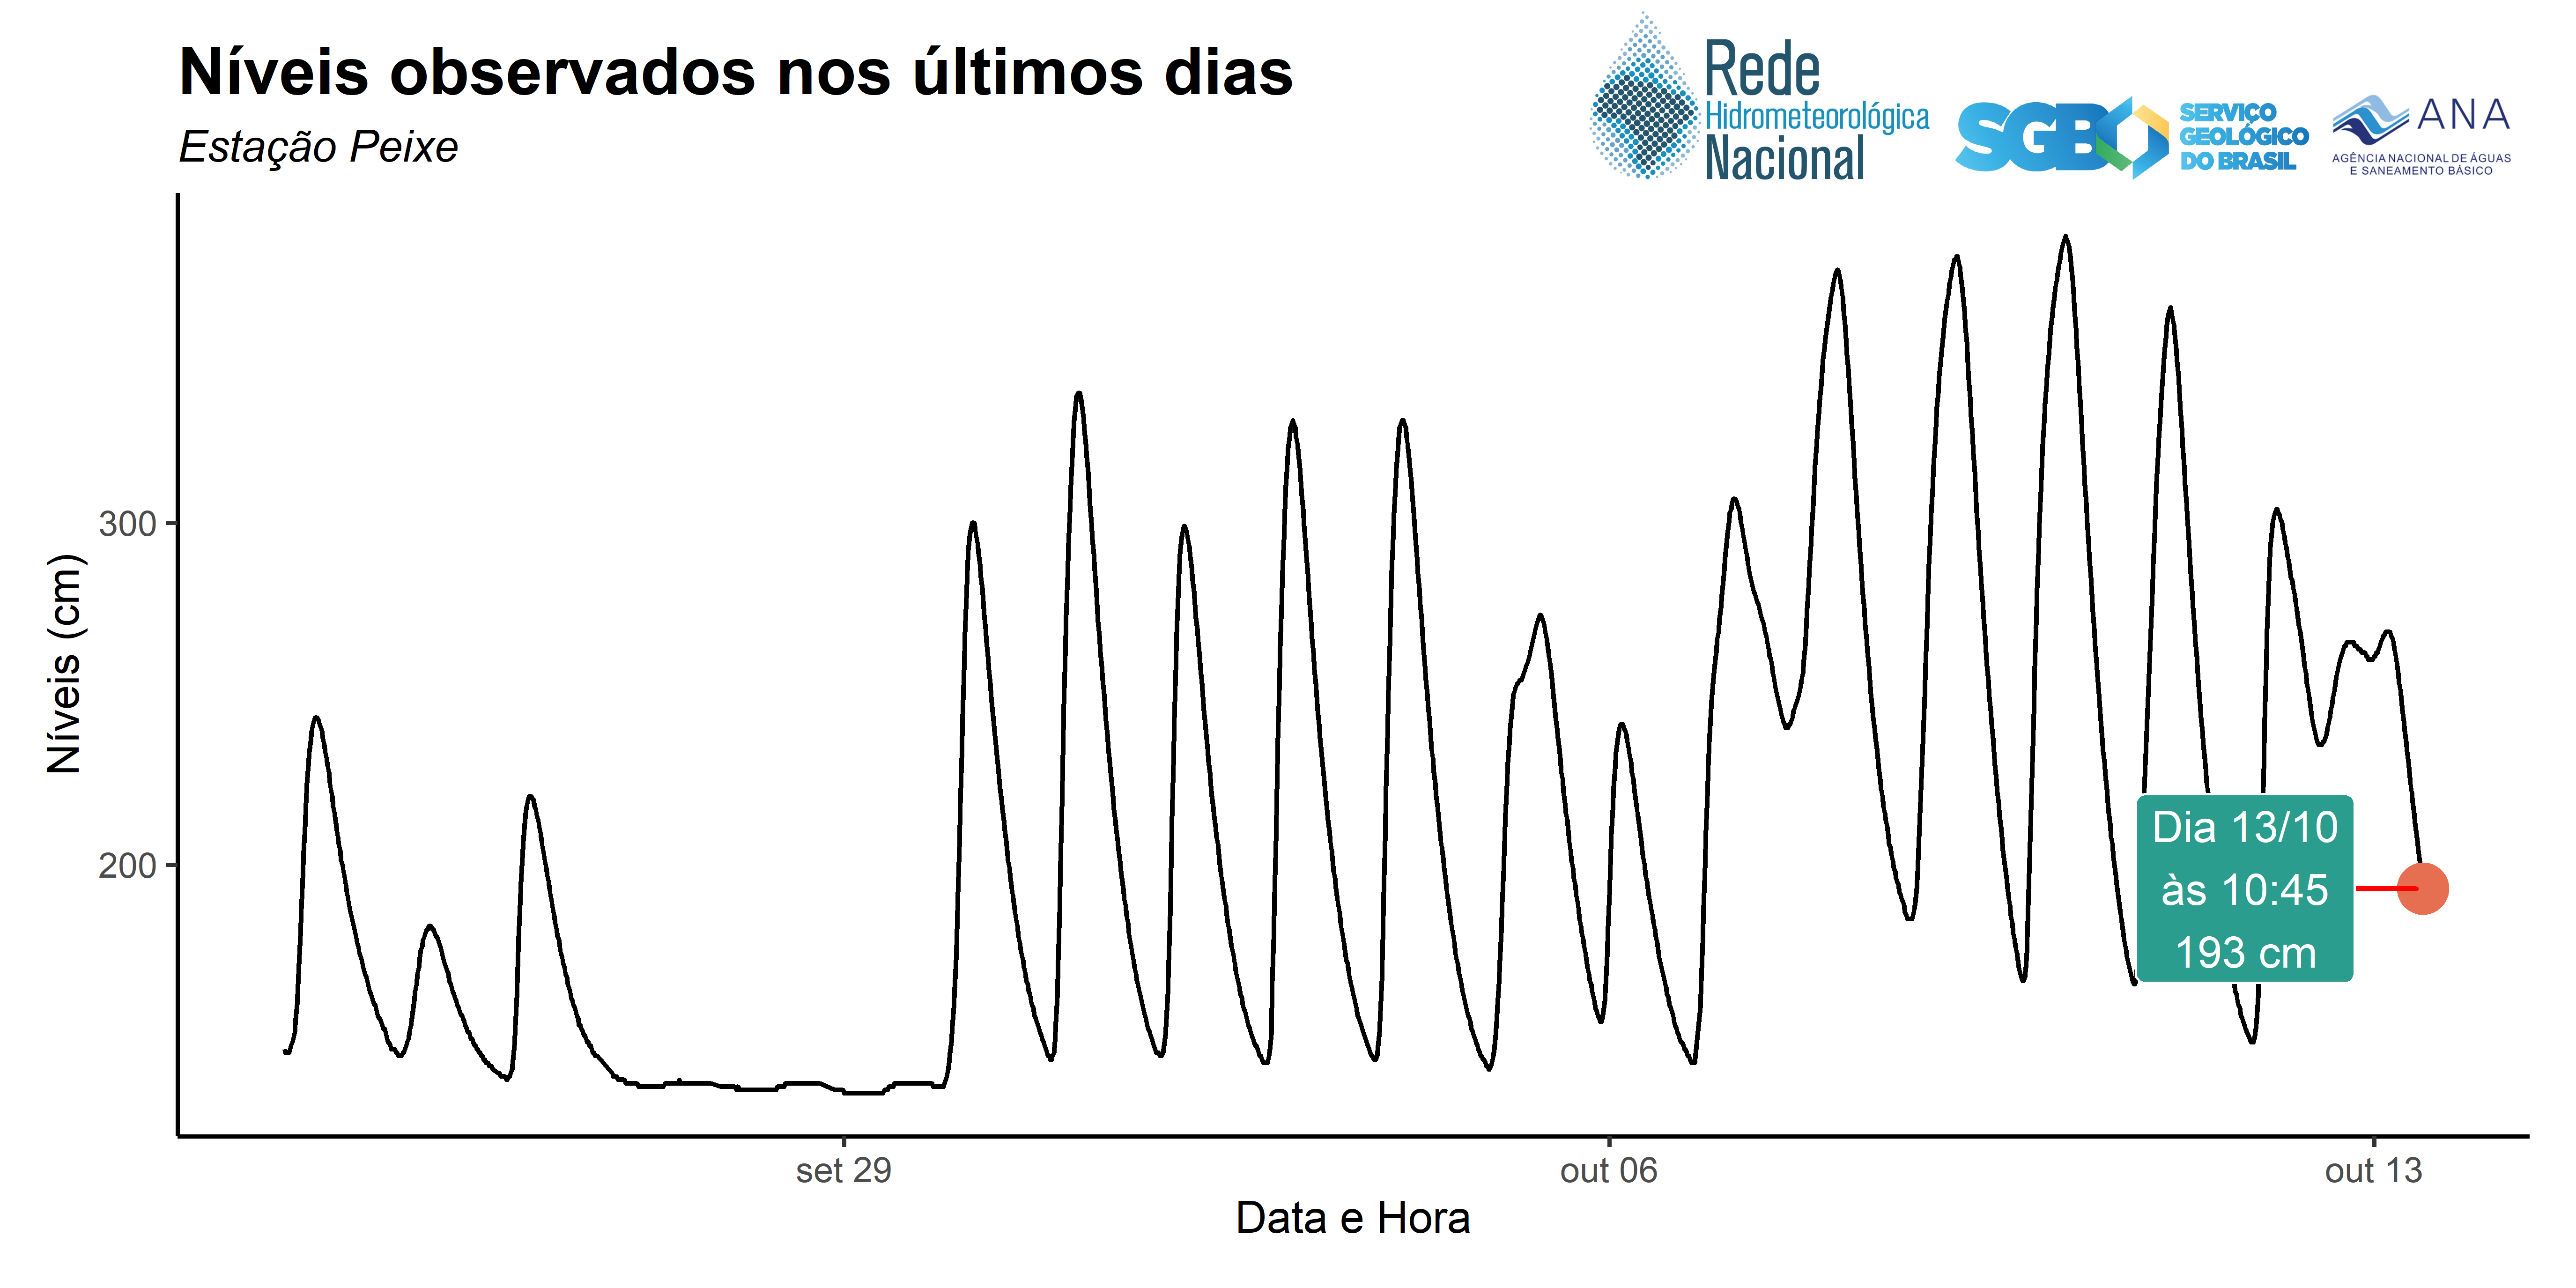 Níveis observados nos últimos dias
Estação Peixe
Rede
Hidrometeorológica
Nacional
SGB
SERVIÇO
GEOLÓGICO
DO BRASIL
ANA
AGÊNCIA NACIONAL DE ÁGUAS
E SANEAMENTO BÁSICO
Níveis (cm)
300
200
Dia 13/10
às 10:45
193 cm
set 29
out 06
out 13
Data e Hora